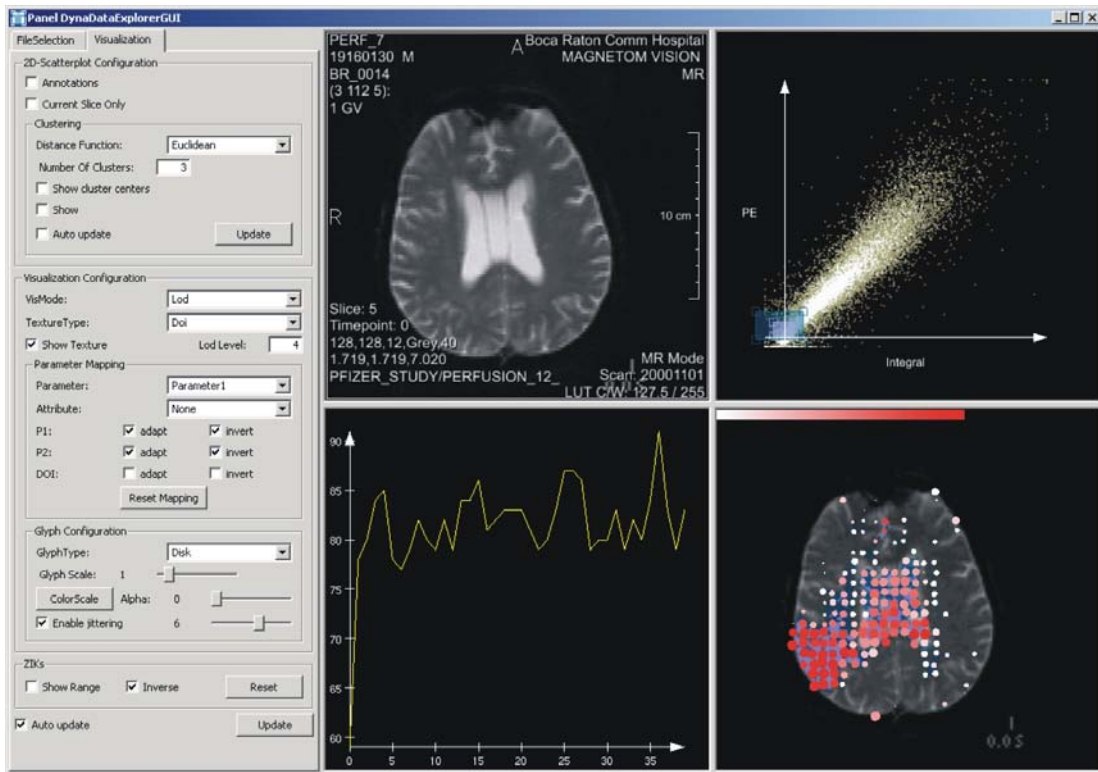 Panel DynaDataExplorerGUI
FileSelection Visualization
2D-Scatterplot Configuration
Annotations
Current Slice Only
Clustering
Distance Function: Euclidean
Number Of Clusters: 3
Show cluster centers
Show
Auto update Update
Visualization Configuration
VisMode: Lod
TextureType: Doi
Show Texture Lod Level: 4
Parameter Mapping
Parameter: Parameter1
Attribute: None
P1: adapt invert
P2: adapt invert
DOI: adapt invert
Reset Mapping
Glyph Configuration
GlyphType: Disk
Glyph Scale: 1
ColorScale Alpha: 0
Enable jittering 6
ZIKs
Show Range Inverse Reset
Auto update Update
PERF_7
19160130 M
BR_0014
(3 112 5):
1 GV
A
Boca Raton Comm Hospital
MAGNETOM VISION
MR
R
10 cm
Slice: 5
Timepoint: 0
128,128,12,Grey,40
1.719,1.719,7.020
PFIZER_STUDY/PERFUSION_12_
MR Mode
Scan: 20001101
LUT C/W: 127.5 / 255
0.0 S
PE
Integral
90
85
80
75
70
65
60
0 5 10 15 20 25 30 35
0.0 S